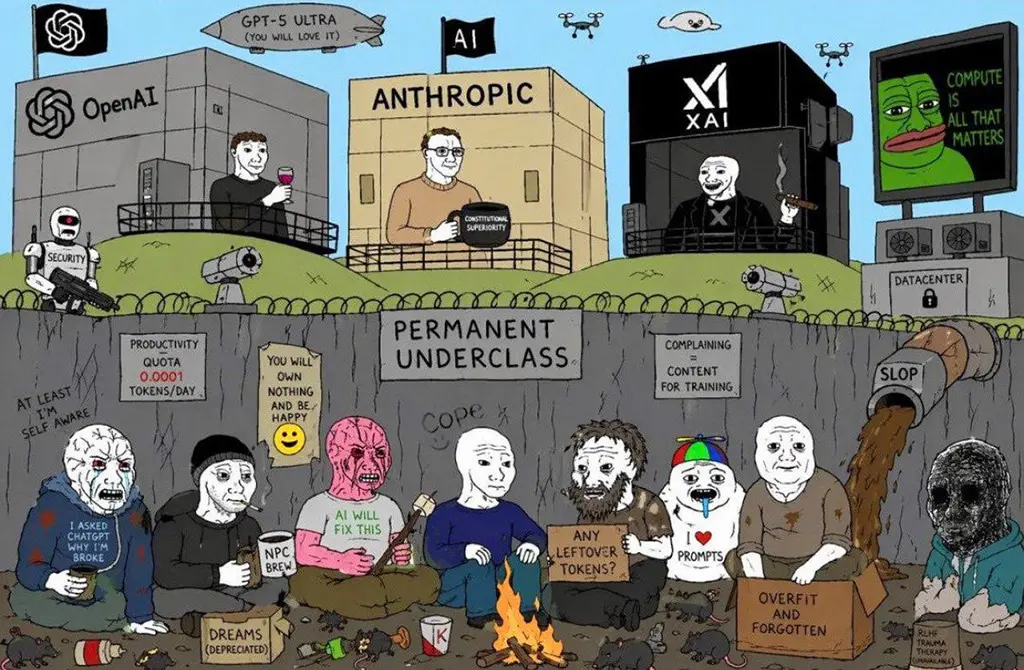 GPT-5 ULTRA
(YOU WILL LOVE IT)
AI
OpenAI
ANTHROPIC
XAI
COMPUTE
IS
ALL THAT
MATTERS
CONSTITUTIONAL
SUPERIORITY
SECURITY
DATACENTER
PERMANENT
UNDERCLASS
PRODUCTIVITY
QUOTA
0.0001
TOKENS/DAY
YOU WILL
OWN
NOTHING
AND BE
HAPPY
COMPLAINING
=
CONTENT
FOR TRAINING
SLOP
AT LEAST
I'M
SELF AWARE
COPE
I ASKED
CHATGPT
WHY I'M
BROKE
NPC
BREW
AI WILL
FIX THIS
ANY
LEFTOVER
TOKENS?
I ♥
PROMPTS
OVERFIT
AND
FORGOTTEN
DREAMS
(DEPRECIATED)
K
RLHF
TRAUMA
THERAPY
(UNAVAILABLE)